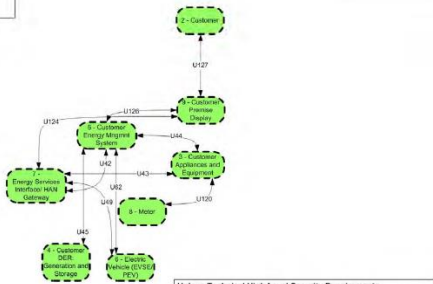 2 - Customer
U127
U124
U126
9 - Customer
Premise
Display
5 - Customer
Energy Mngmnt
System
U44
U42
3 - Customer
Appliances and
Equipment
7 -
Energy Services
Interface/ HAN
Gateway
U43
U62
U120
U49
8 - Meter
U45
4 - Customer
DER:
Generation and
Storage
6 - Electric
Vehicle (EVSE/
PEV)